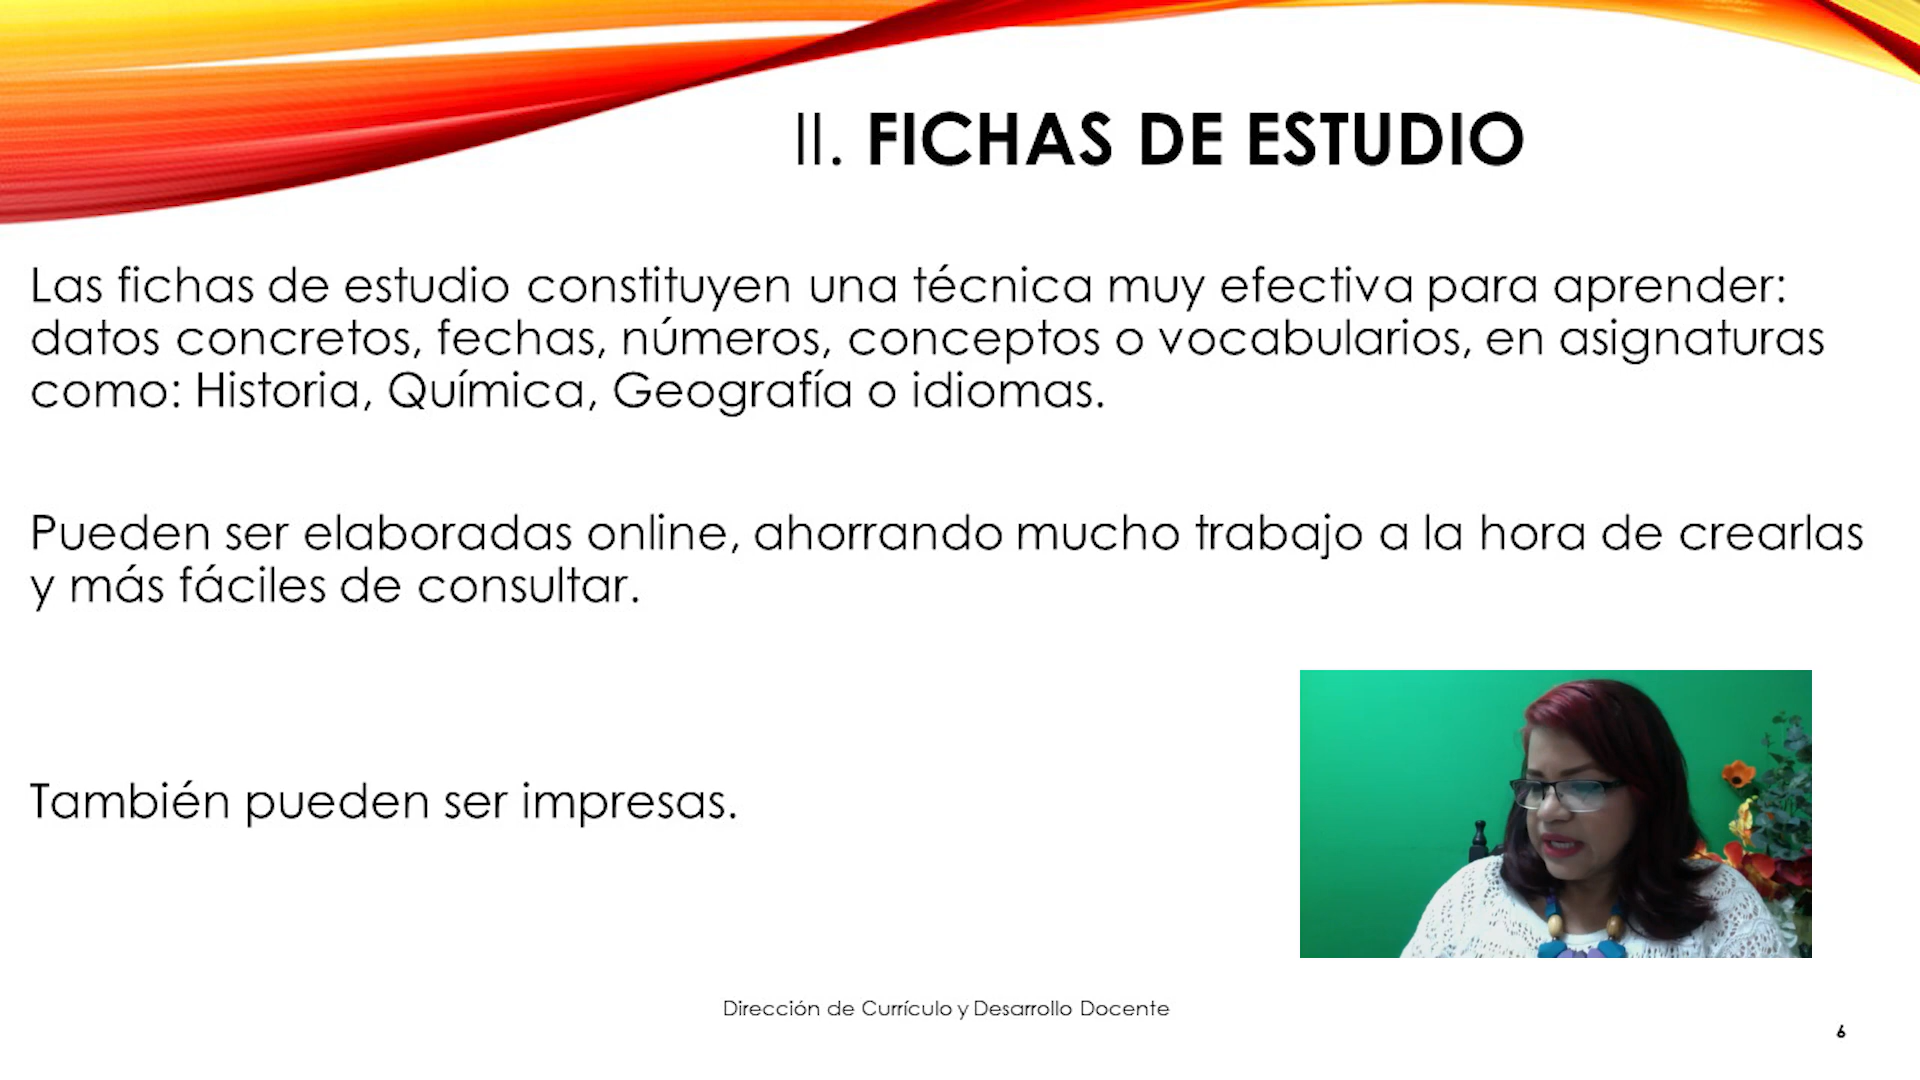 II. FICHAS DE ESTUDIO
Las fichas de estudio constituyen una técnica muy efectiva para aprender:
datos concretos, fechas, números, conceptos o vocabularios, en asignaturas
como: Historia, Química, Geografía o idiomas.
Pueden ser elaboradas online, ahorrando mucho trabajo a la hora de crearlas
y más fáciles de consultar.
También pueden ser impresas.
Dirección de Currículo y Desarrollo Docente
6